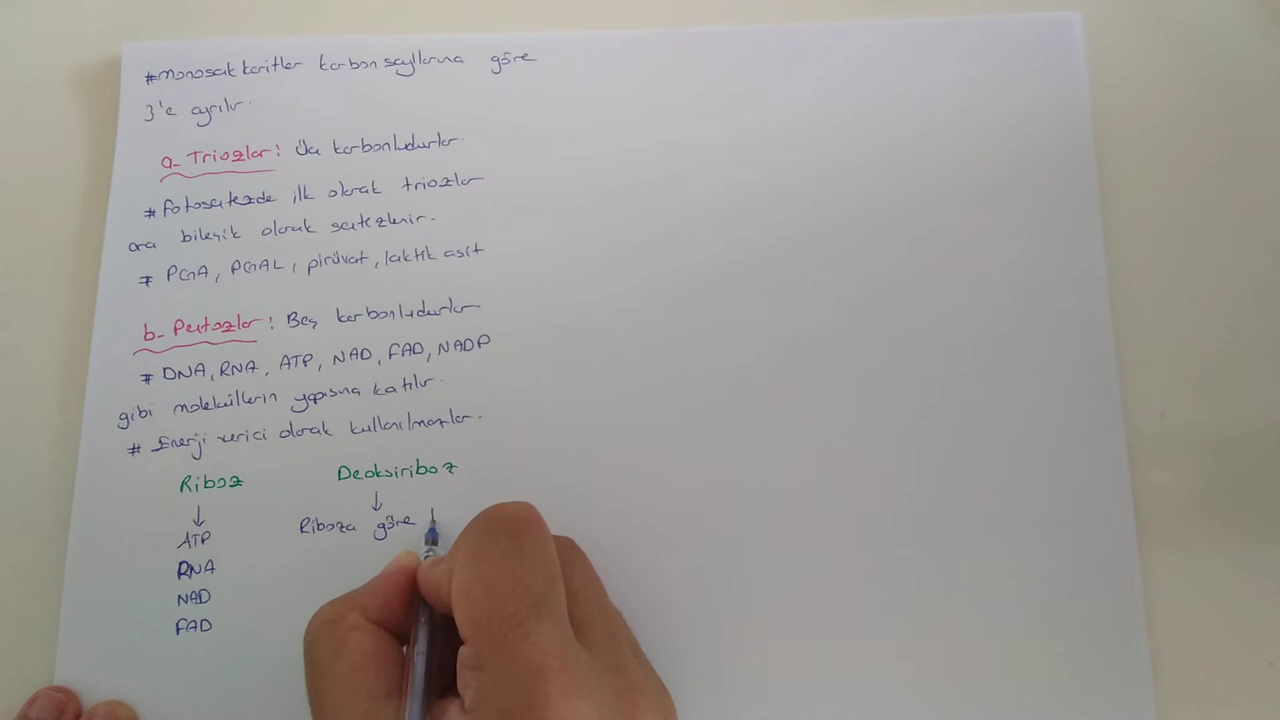 #Monosakkaritler karbon sayılarına göre
3'e ayrılır.
a- Triozlar: Üç karbonludurlar.
# Fotosentezde ilk olarak triozlar
ara bileşik olarak sentezlenir.
# PGA, PGAL, pirüvat, laktik asit
b- Pentozlar: Beş karbonludurlar
# DNA, RNA, ATP, NAD, FAD, NADP
gibi moleküllerin yapısına katılır.
# Enerji verici olarak kullanılmazlar.
Riboz
Deoksiriboz
↓
↓
ATP
Riboza göre
RNA
NAD
FAD